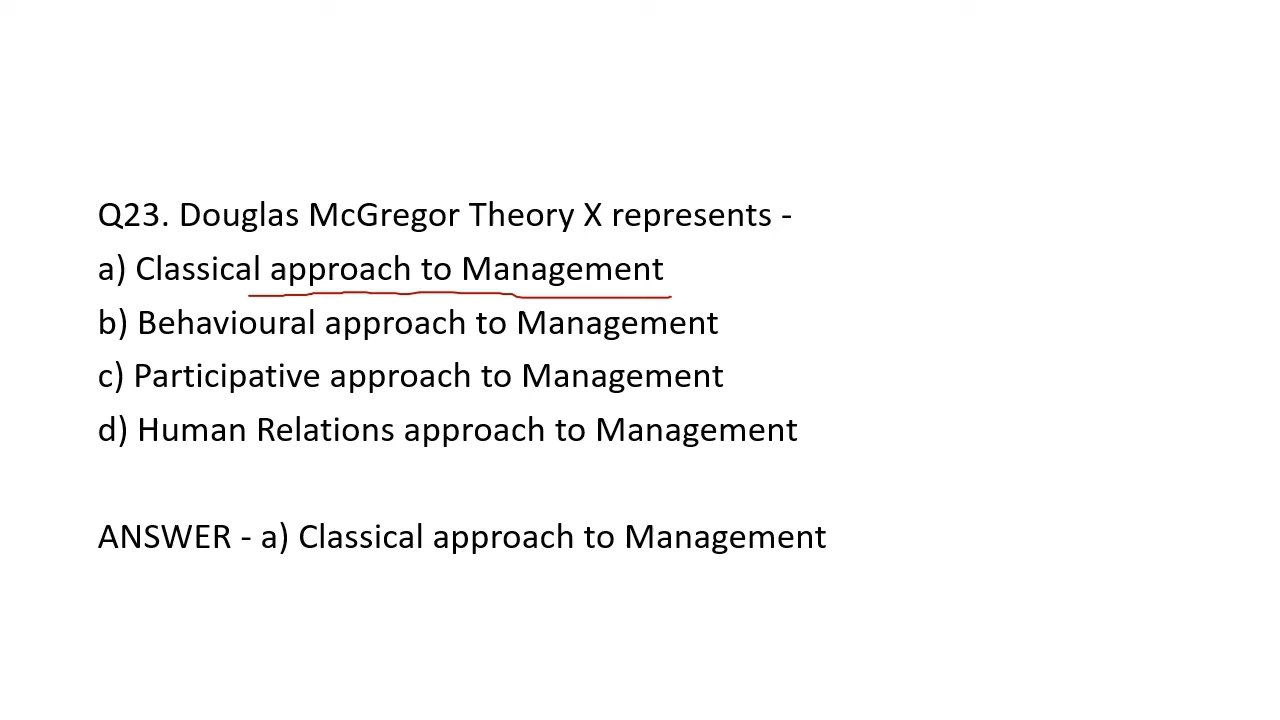 Q23. Douglas McGregor Theory X represents -
a) Classical approach to Management
b) Behavioural approach to Management
c) Participative approach to Management
d) Human Relations approach to Management
ANSWER - a) Classical approach to Management